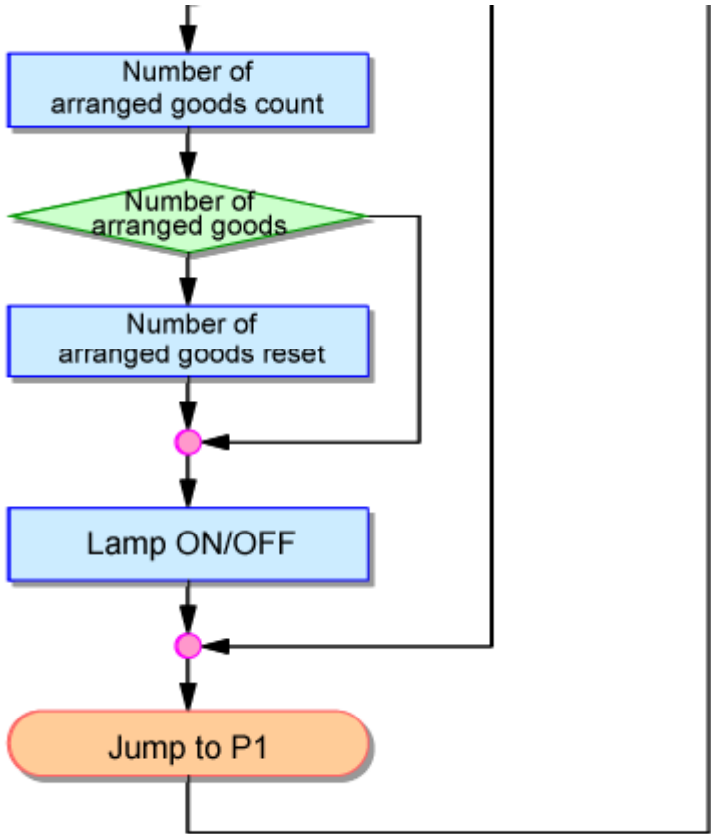 Number of
arranged goods count
Number of
arranged goods
Number of
arranged goods reset
Lamp ON/OFF
Jump to P1